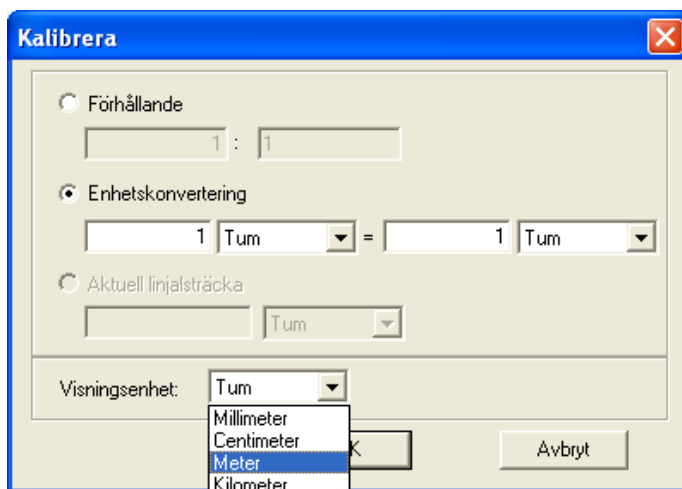 Kalibrera
Förhållande
1 : 1
Enhetskonvertering
1 Tum = 1 Tum
Aktuell linjalsträcka
Tum
Visningsenhet: Tum
Millimeter
Centimeter
Meter
Kilometer
Avbryt